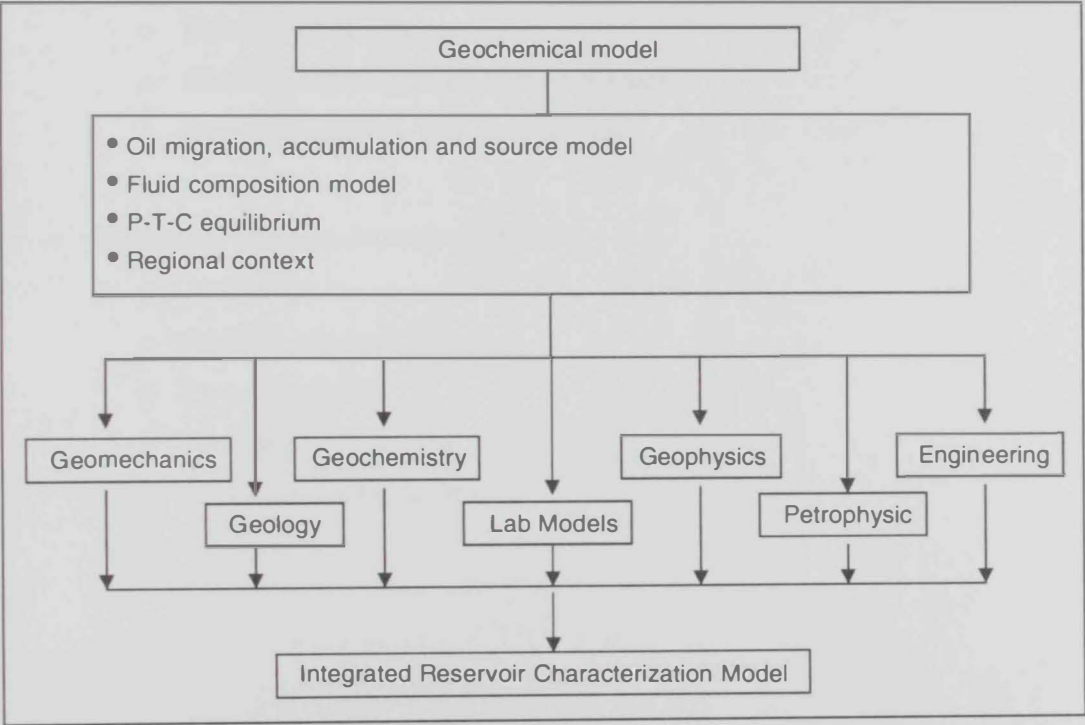 Geochemical model
• Oil migration, accumulation and source model
• Fluid composition model
• P-T-C equilibrium
• Regional context
Geomechanics
Geochemistry
Geophysics
Engineering
Geology
Lab Models
Petrophysic
Integrated Reservoir Characterization Model